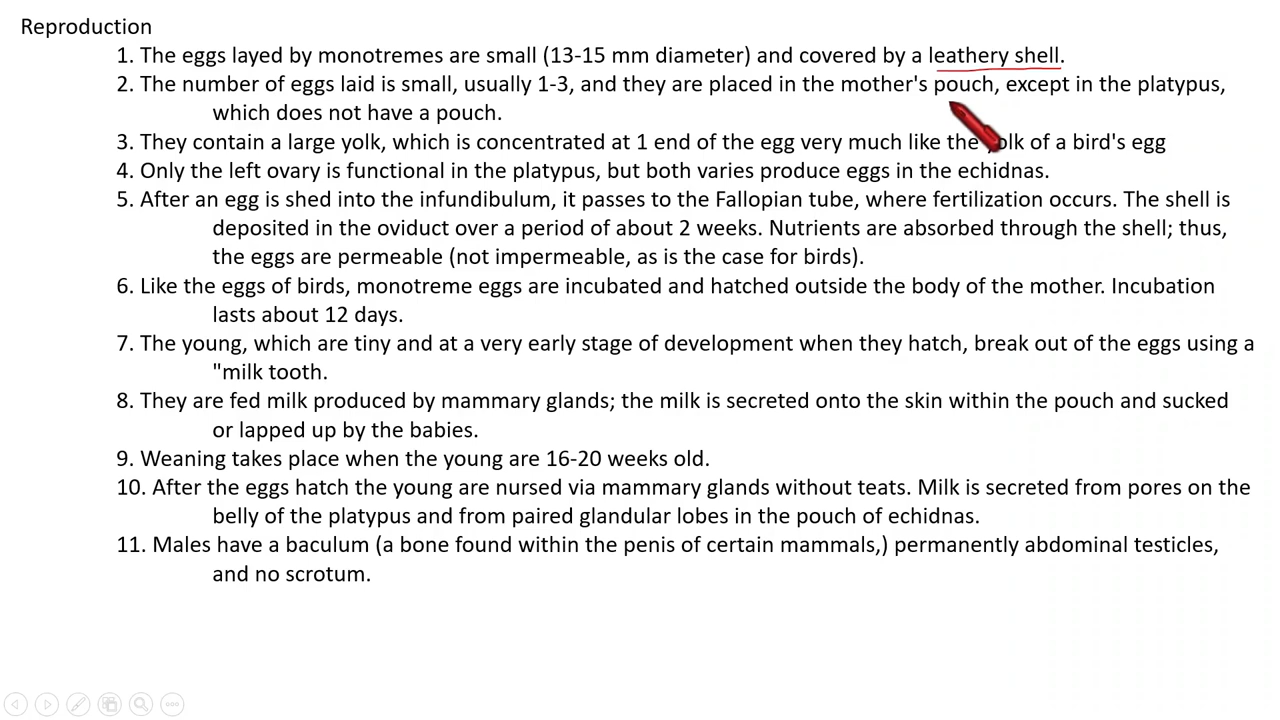 Reproduction
1. The eggs layed by monotremes are small (13-15 mm diameter) and covered by a leathery shell.
2. The number of eggs laid is small, usually 1-3, and they are placed in the mother's pouch, except in the platypus,
which does not have a pouch.
3. They contain a large yolk, which is concentrated at 1 end of the egg very much like the yolk of a bird's egg
4. Only the left ovary is functional in the platypus, but both varies produce eggs in the echidnas.
5. After an egg is shed into the infundibulum, it passes to the Fallopian tube, where fertilization occurs. The shell is
deposited in the oviduct over a period of about 2 weeks. Nutrients are absorbed through the shell; thus,
the eggs are permeable (not impermeable, as is the case for birds).
6. Like the eggs of birds, monotreme eggs are incubated and hatched outside the body of the mother. Incubation
lasts about 12 days.
7. The young, which are tiny and at a very early stage of development when they hatch, break out of the eggs using a
"milk tooth.
8. They are fed milk produced by mammary glands; the milk is secreted onto the skin within the pouch and sucked
or lapped up by the babies.
9. Weaning takes place when the young are 16-20 weeks old.
10. After the eggs hatch the young are nursed via mammary glands without teats. Milk is secreted from pores on the
belly of the platypus and from paired glandular lobes in the pouch of echidnas.
11. Males have a baculum (a bone found within the penis of certain mammals,) permanently abdominal testicles,
and no scrotum.